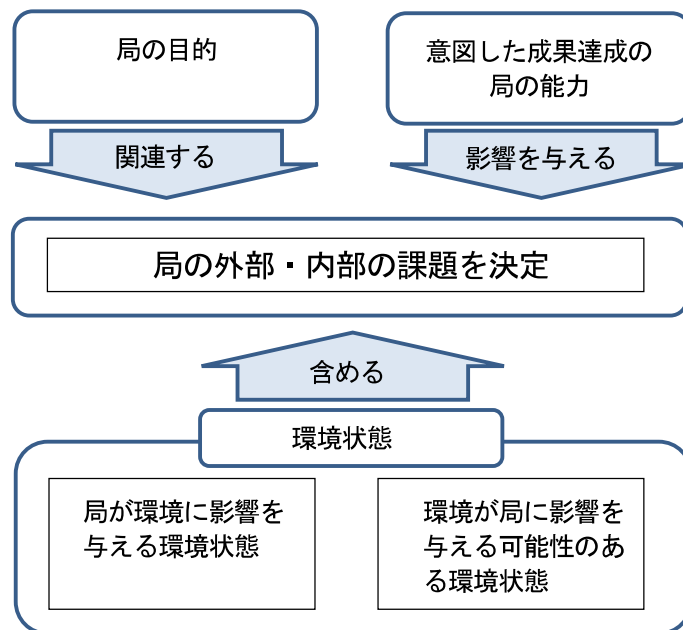 局の目的
意図した成果達成の
局の能力
関連する
影響を与える
局の外部・内部の課題を決定
含める
環境状態
局が環境に影響を
与える環境状態
環境が局に影響を
与える可能性のあ
る環境状態